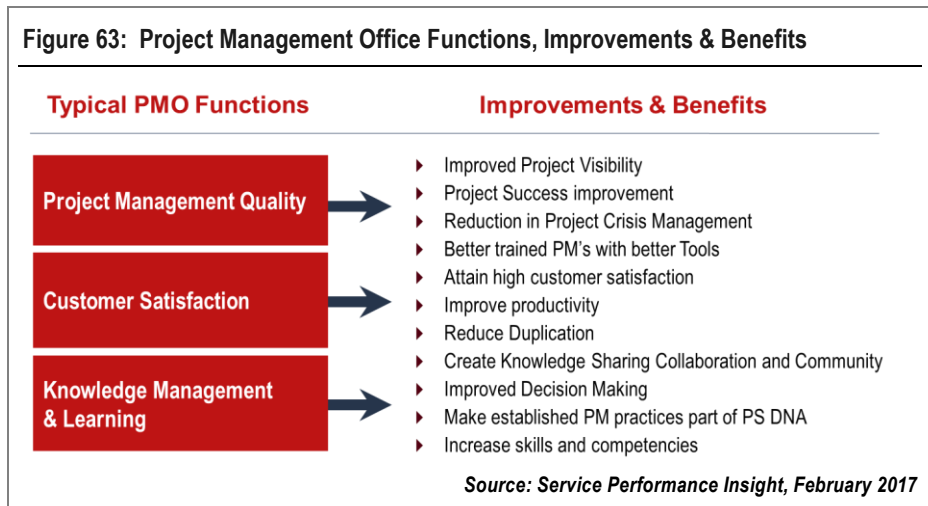 Figure 63: Project Management Office Functions, Improvements & Benefits
Typical PMO Functions
Improvements & Benefits
Project Management Quality
Customer Satisfaction
Knowledge Management
& Learning
Improved Project Visibility
Project Success improvement
Reduction in Project Crisis Management
Better trained PM's with better Tools
Attain high customer satisfaction
Improve productivity
Reduce Duplication
Create Knowledge Sharing Collaboration and Community
Improved Decision Making
Make established PM practices part of PS DNA
Increase skills and competencies
Source: Service Performance Insight, February 2017